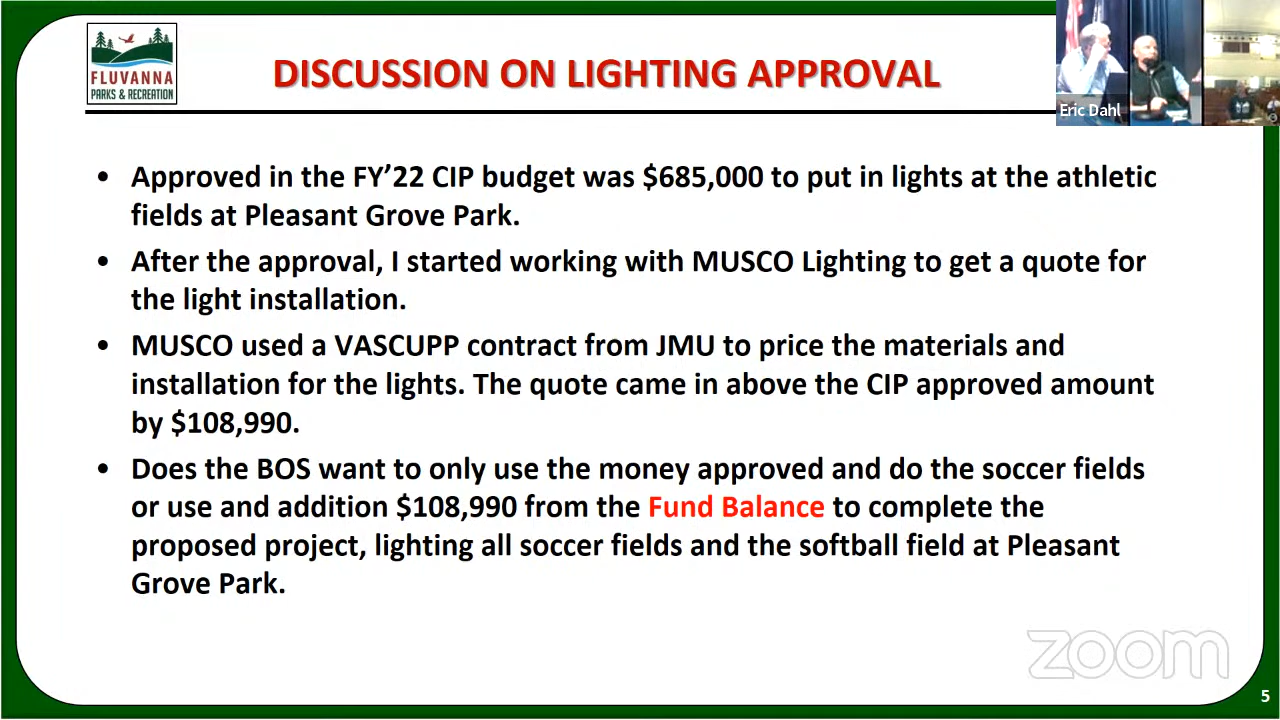 FLUVANNA
PARKS & RECREATION
DISCUSSION ON LIGHTING APPROVAL
Eric Dahl
• Approved in the FY’22 CIP budget was $685,000 to put in lights at the athletic
fields at Pleasant Grove Park.
• After the approval, I started working with MUSCO Lighting to get a quote for
the light installation.
• MUSCO used a VASCUPP contract from JMU to price the materials and
installation for the lights. The quote came in above the CIP approved amount
by $108,990.
• Does the BOS want to only use the money approved and do the soccer fields
or use and addition $108,990 from the Fund Balance to complete the
proposed project, lighting all soccer fields and the softball field at Pleasant
Grove Park.
zoom
5